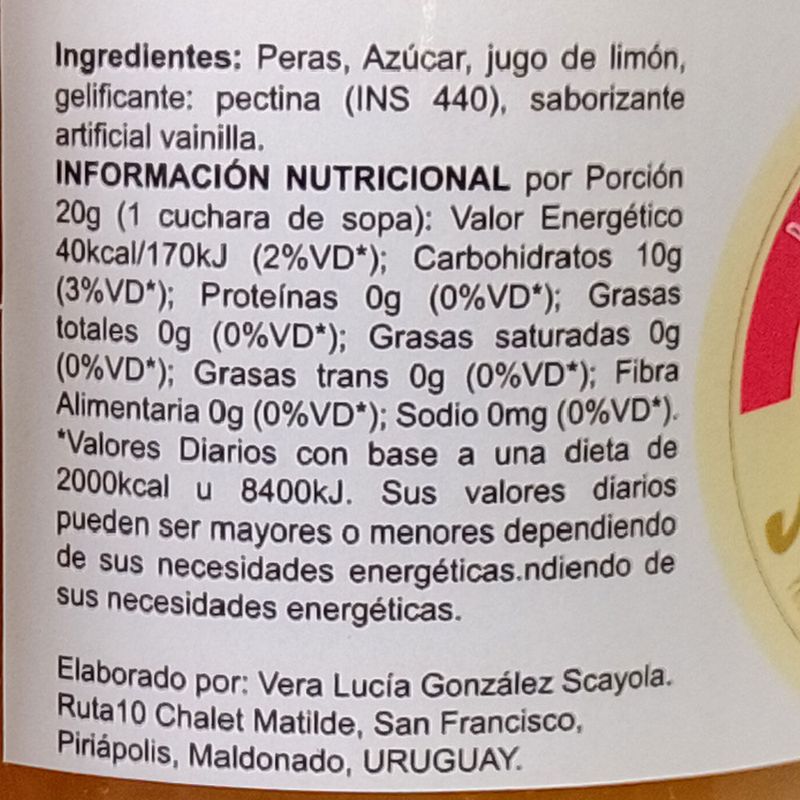 Ingredientes: Peras, Azúcar, jugo de limón,
gelificante: pectina (INS 440), saborizante
artificial vainilla.
INFORMACIÓN NUTRICIONAL por Porción
20g (1 cuchara de sopa): Valor Energético
40kcal/170kJ (2%VD*); Carbohidratos 10g
(3%VD*); Proteínas 0g (0%VD*); Grasas
totales 0g (0%VD*); Grasas saturadas 0g
(0%VD*); Grasas trans 0g (0%VD*); Fibra
Alimentaria 0g (0%VD*); Sodio 0mg (0%VD*).
*Valores Diarios con base a una dieta de
2000kcal u 8400kJ. Sus valores diarios
pueden ser mayores o menores dependiendo
de sus necesidades energéticas.ndiendo de
sus necesidades energéticas.
Elaborado por: Vera Lucía González Scayola.
Ruta10 Chalet Matilde, San Francisco,
Piriápolis, Maldonado, URUGUAY.